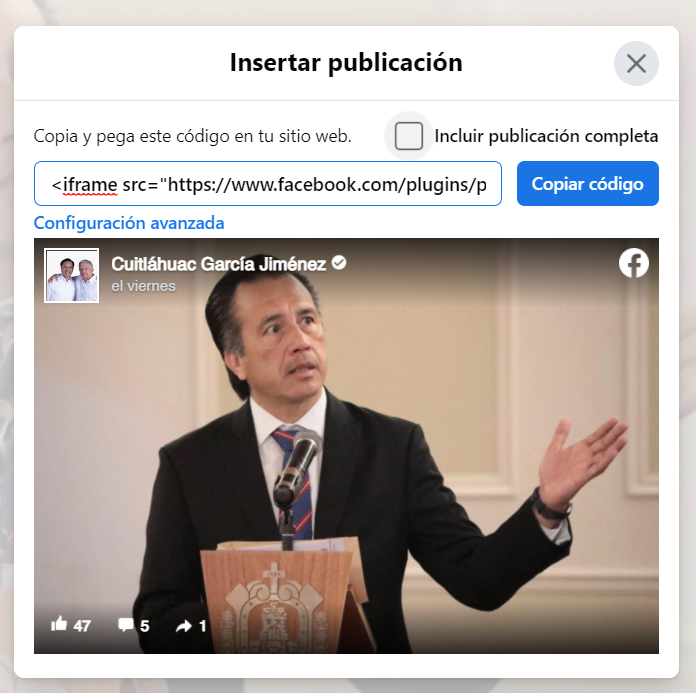 Insertar publicación
Copia y pega este código en tu sitio web.
Incluir publicación completa
<iframe src="https://www.facebook.com/plugins/p
Copiar código
Configuración avanzada
Cuitláhuac García Jiménez
el viernes
47
5
1